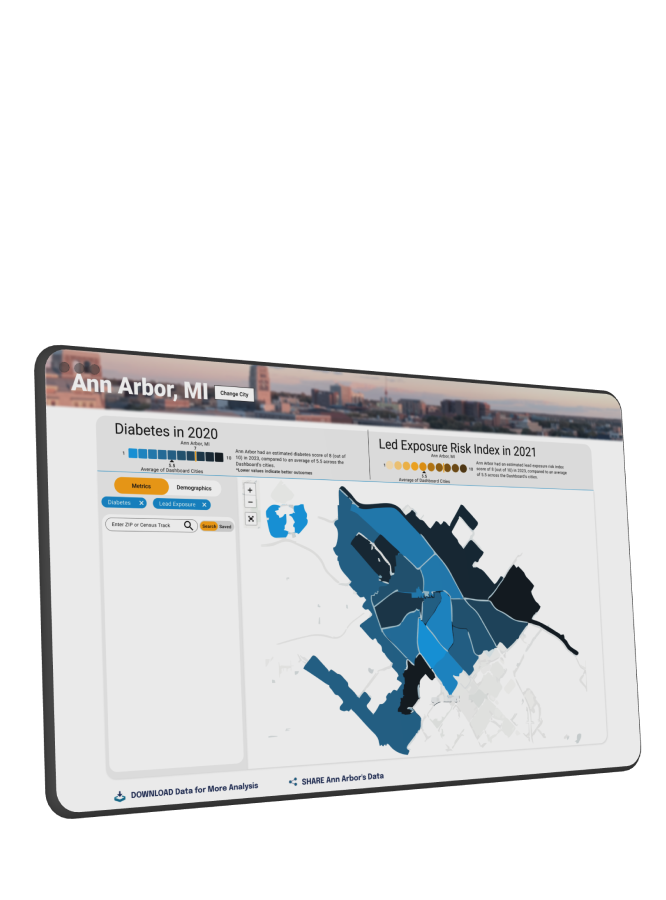 Ann Arbor, MI
Change City
Diabetes in 2020
Ann Arbor, MI
1
10
5.5
Average of Dashboard Cities
Ann Arbor had an estimated diabetes score of 8 (out of
10) in 2023, compared to an average of 5.5 across the
Dashboard's cities.
*Lower values indicate better outcomes
Led Exposure Risk Index in 2021
Ann Arbor, MI
1
10
5.5
Average of Dashboard Cities
Ann Arbor had an estimated lead exposure risk index
score of 5 (out of 10) in 2023, compared to an average
of 5.5 across the Dashboard's cities.
Metrics
Demographics
Diabetes ×
Lead Exposure ×
Enter ZIP or Census Track
Search
Saved
+
−
DOWNLOAD Data for More Analysis
SHARE Ann Arbor's Data